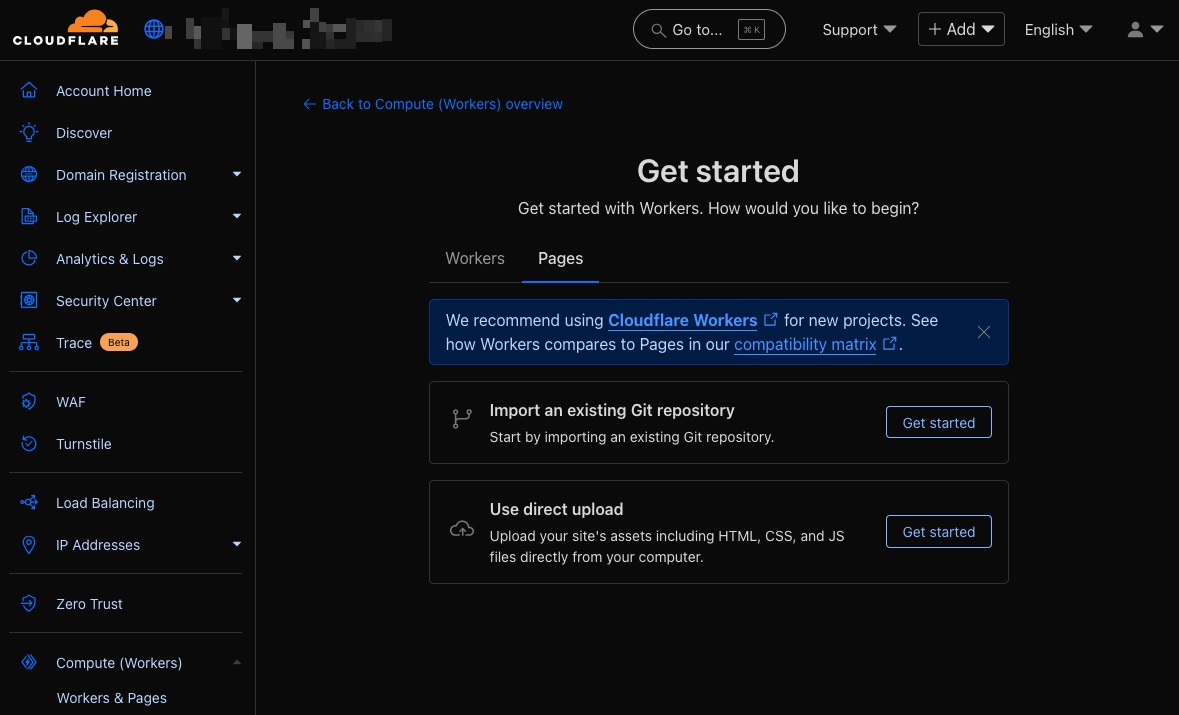 CLOUDFLARE
Go to...
⌘ K
Support
+ Add
English
Account Home
Discover
Domain Registration
Log Explorer
Analytics & Logs
Security Center
Trace Beta
WAF
Turnstile
Load Balancing
IP Addresses
Zero Trust
Compute (Workers)
Workers & Pages
← Back to Compute (Workers) overview
Get started
Get started with Workers. How would you like to begin?
Workers
Pages
We recommend using Cloudflare Workers for new projects. See
how Workers compares to Pages in our compatibility matrix .
Import an existing Git repository
Start by importing an existing Git repository.
Get started
Use direct upload
Upload your site's assets including HTML, CSS, and JS
files directly from your computer.
Get started